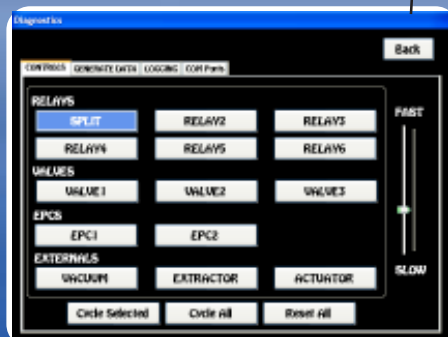 Diagnostics
Back
CONTROLS GENERATE DATA LOGGING COM Ports
RELAYS
SPLIT RELAY2 RELAY3
FAST
RELAY4 RELAY5 RELAY6
VALVES
VALVE1 VALVE2 VALVE3
EPCS
EPC1 EPC2
EXTERNALS
VACUUM EXTRACTOR ACTUATOR
SLOW
Cycle Selected Cycle All Reset All